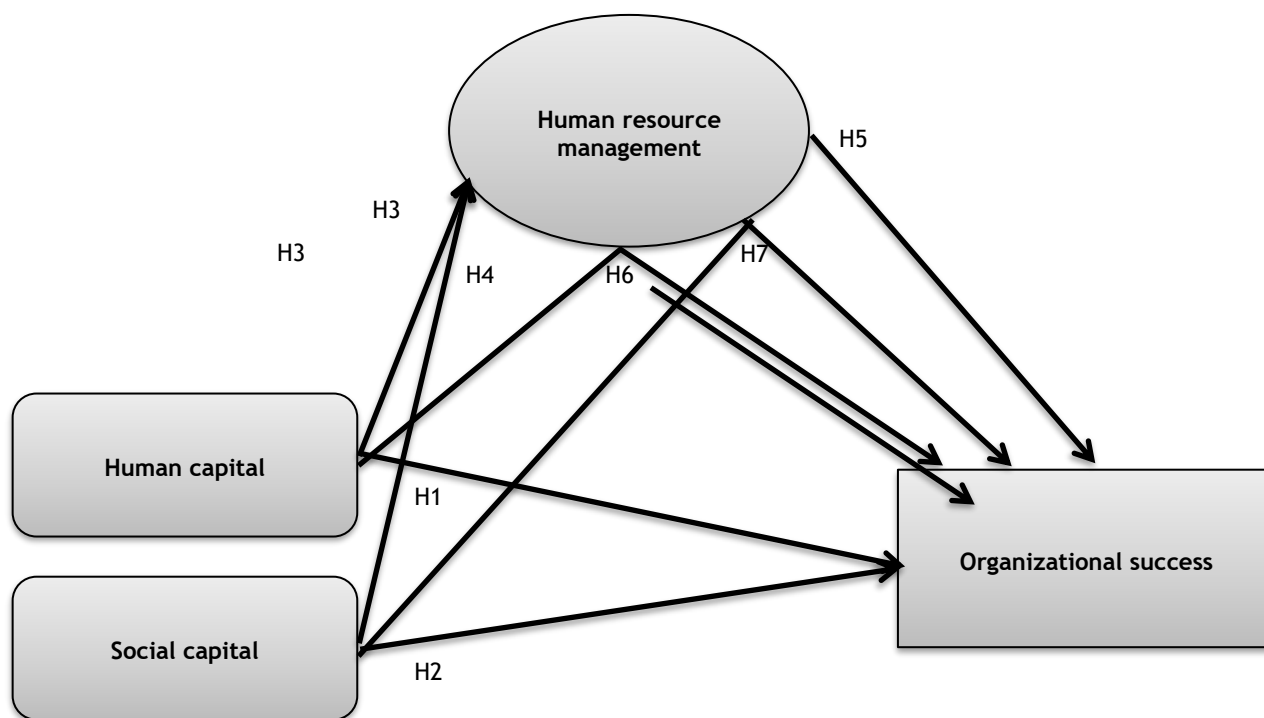 Human resource
management
H5
H3
H3
H7
H4
H6
Human capital
H1
Organizational success
Social capital
H2